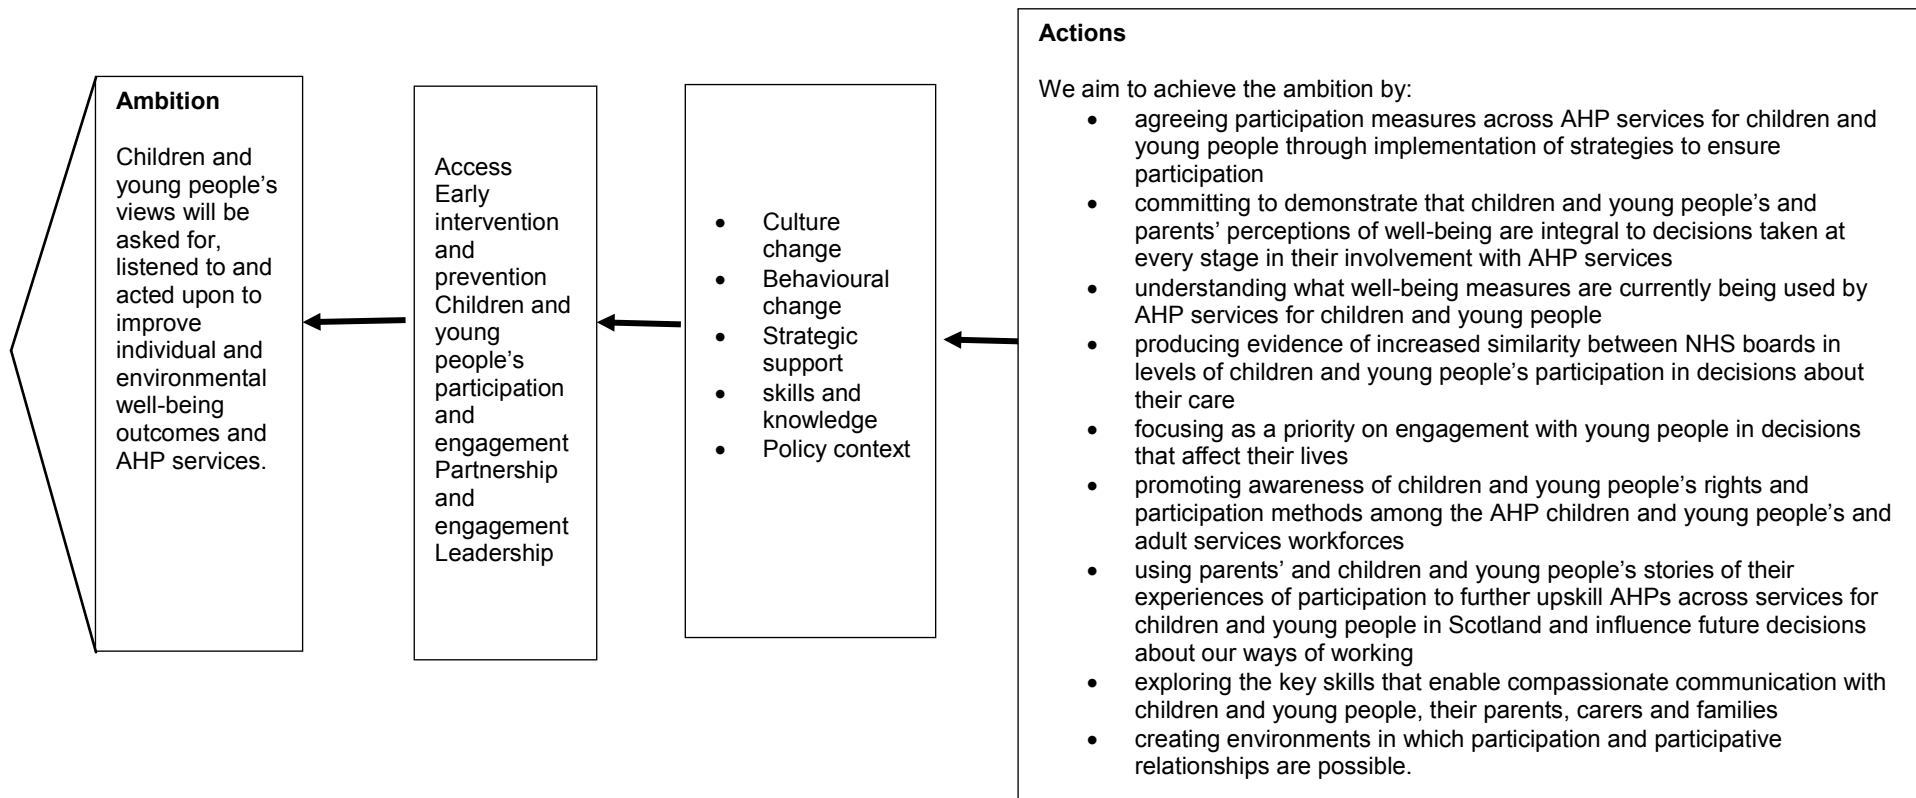 Ambition
Children and
young people's
views will be
asked for,
listened to and
acted upon to
improve
individual and
environmental
well-being
outcomes and
AHP services.
Access
Early
intervention
and
prevention
Children and
young
people's
participation
and
engagement
Partnership
and
engagement
Leadership
• Culture
change
• Behavioural
change
• Strategic
support
• skills and
knowledge
• Policy context
Actions
We aim to achieve the ambition by:
• agreeing participation measures across AHP services for children and
young people through implementation of strategies to ensure
participation
• committing to demonstrate that children and young people's and
parents' perceptions of well-being are integral to decisions taken at
every stage in their involvement with AHP services
• understanding what well-being measures are currently being used by
AHP services for children and young people
• producing evidence of increased similarity between NHS boards in
levels of children and young people's participation in decisions about
their care
• focusing as a priority on engagement with young people in decisions
that affect their lives
• promoting awareness of children and young people's rights and
participation methods among the AHP children and young people's and
adult services workforces
• using parents' and children and young people's stories of their
experiences of participation to further upskill AHPs across services for
children and young people in Scotland and influence future decisions
about our ways of working
• exploring the key skills that enable compassionate communication with
children and young people, their parents, carers and families
• creating environments in which participation and participative
relationships are possible.